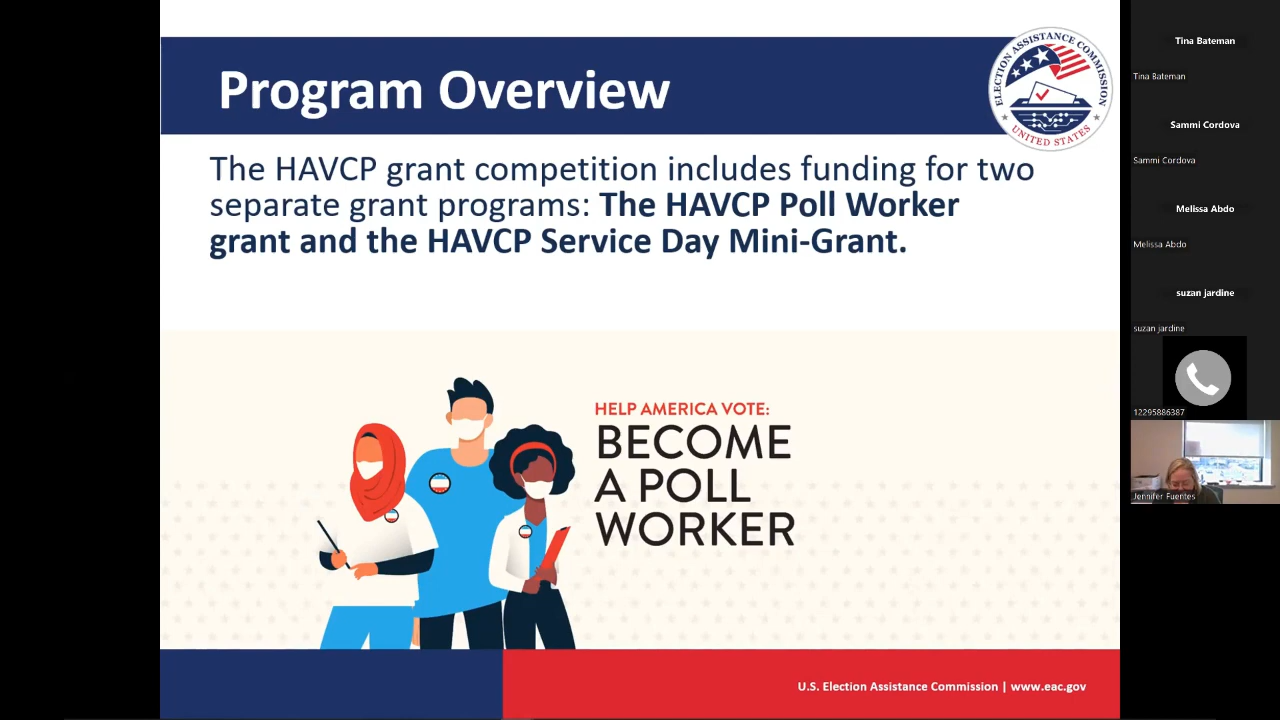 Program Overview
ELECTION ASSISTANCE COMMISSION
UNITED STATES
The HAVCP grant competition includes funding for two
separate grant programs: The HAVCP Poll Worker
grant and the HAVCP Service Day Mini-Grant.
HELP AMERICA VOTE:
BECOME
A POLL
WORKER
U.S. Election Assistance Commission | www.eac.gov
Tina Bateman
Tina Bateman
Sammi Cordova
Sammi Cordova
Melissa Abdo
Melissa Abdo
suzan jardine
suzan jardine
12295886387
Jennifer Fuentes